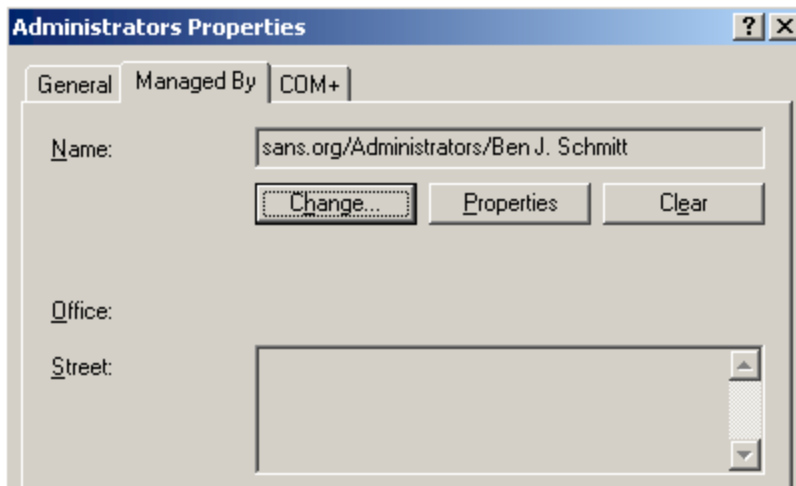 Administrators Properties
General Managed By COM+
Name: sans.org/Administrators/Ben J. Schmitt
Change... Properties Clear
Office:
Street: